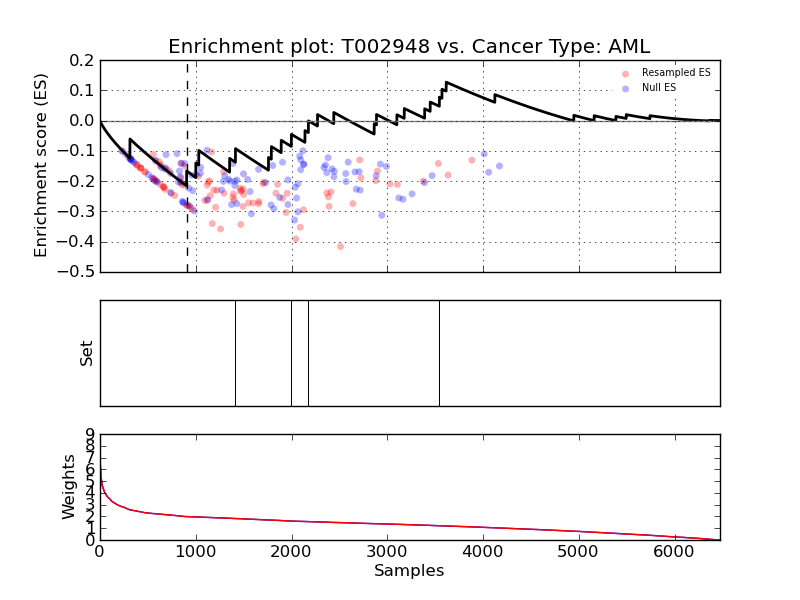 Enrichment plot: T002948 vs. Cancer Type: AML
Enrichment score (ES)
0.2
0.1
0.0
−0.1
−0.2
−0.3
−0.4
−0.5
Resampled ES
Null ES
Set
Weights
9
8
7
6
5
4
3
2
1
0
0 1000 2000 3000 4000 5000 6000
Samples